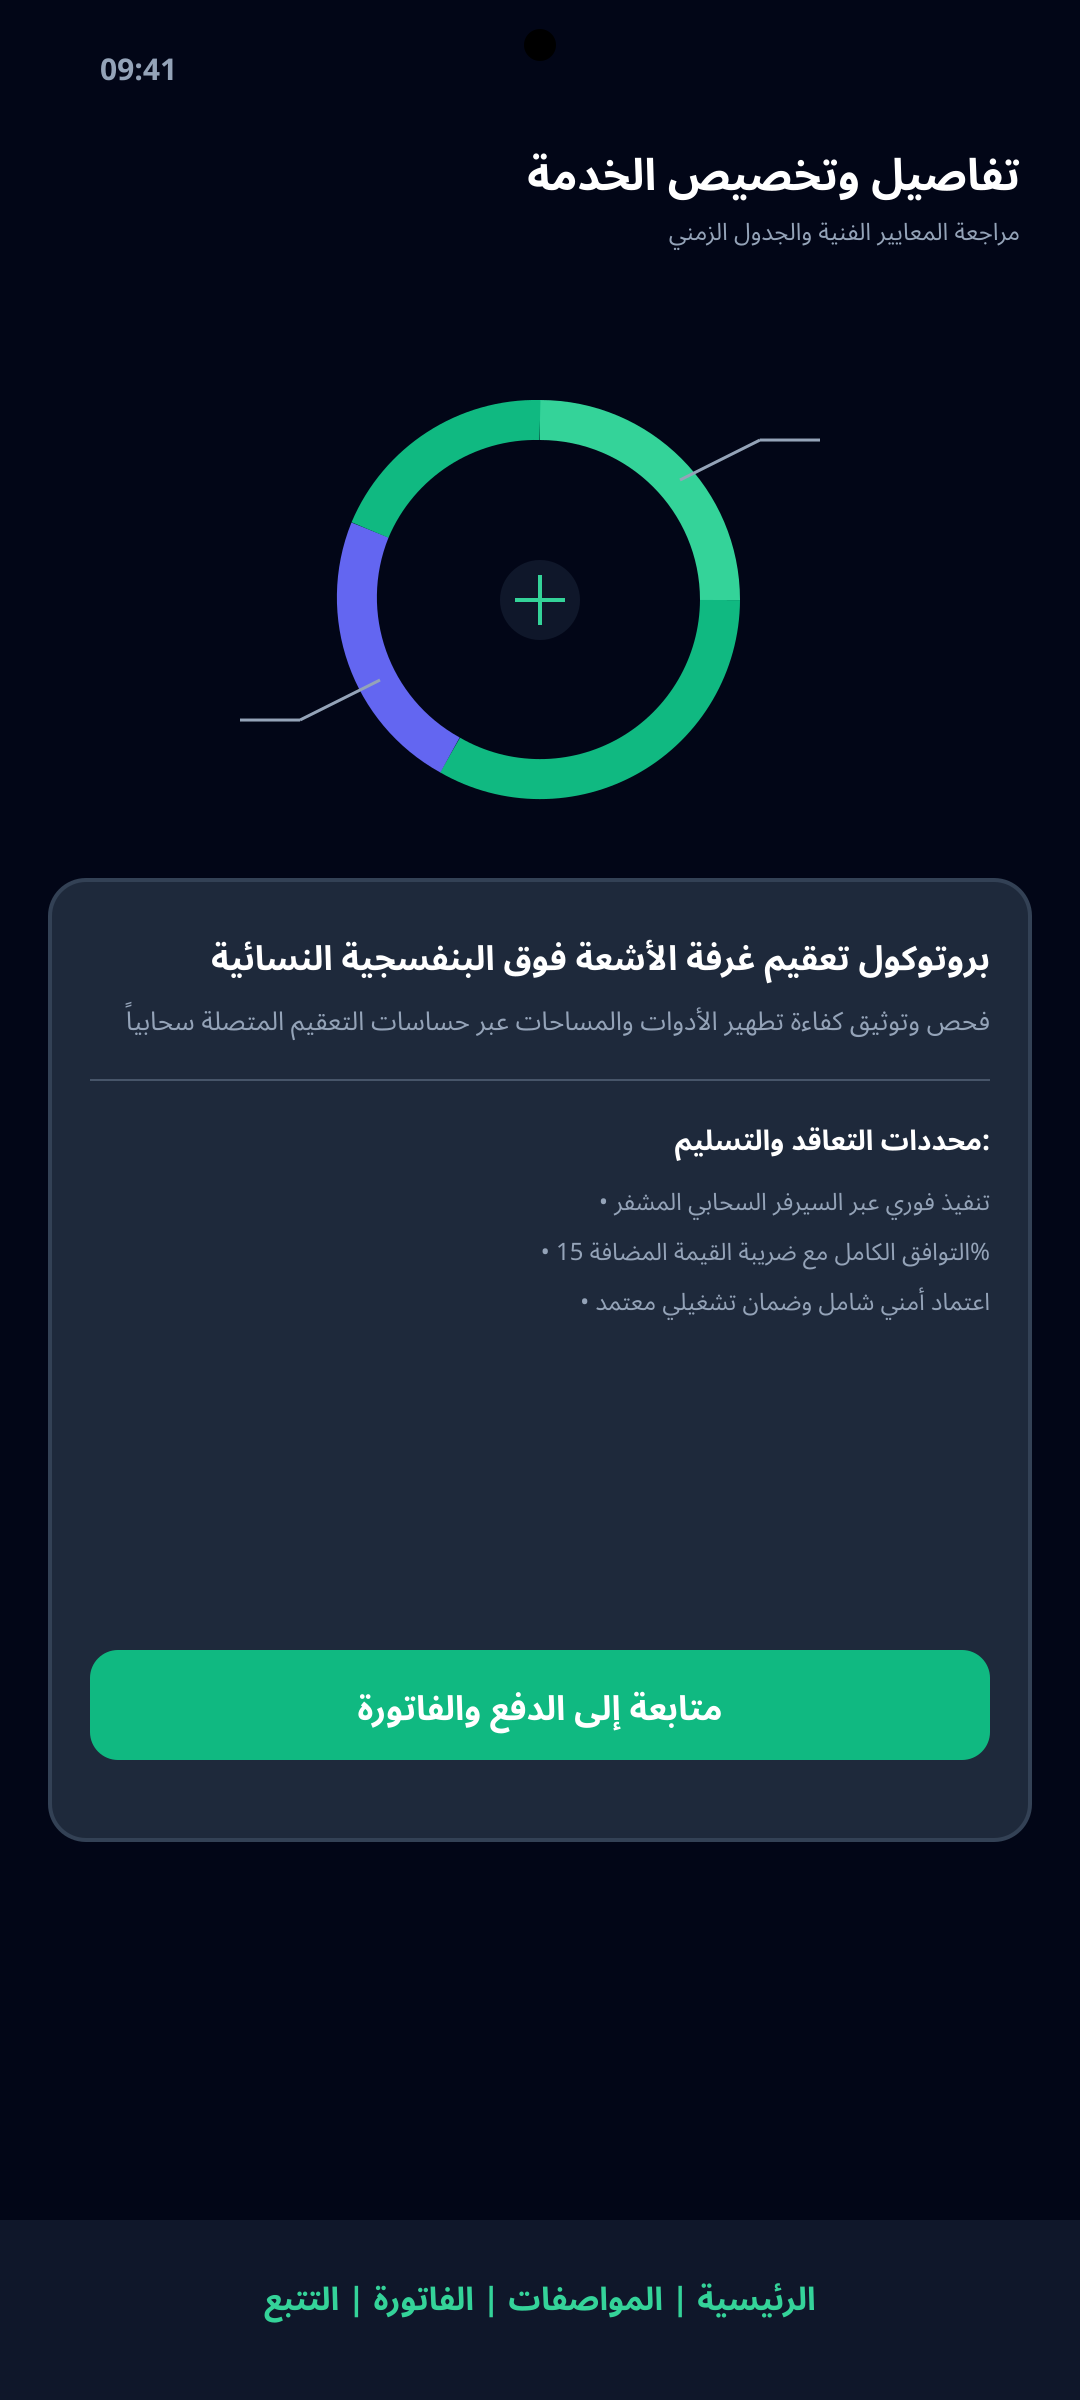 09:41
تفاصيل وتخصيص الخدمة
مراجعة المعايير الفنية والجدول الزمني
بروتوكول تعقيم غرفة الأشعة فوق البنفسجية النسائية
فحص وتوثيق كفاءة تطهير الأدوات والمساحات عبر حساسات التعقيم المتصلة سحابياً
محددات التعاقد والتسليم:
• تنفيذ فوري عبر السيرفر السحابي المشفر
• التوافق الكامل مع ضريبة القيمة المضافة 15%
• اعتماد أمني شامل وضمان تشغيلي معتمد
متابعة إلى الدفع والفاتورة
الرئيسية | المواصفات | الفاتورة | التتبع